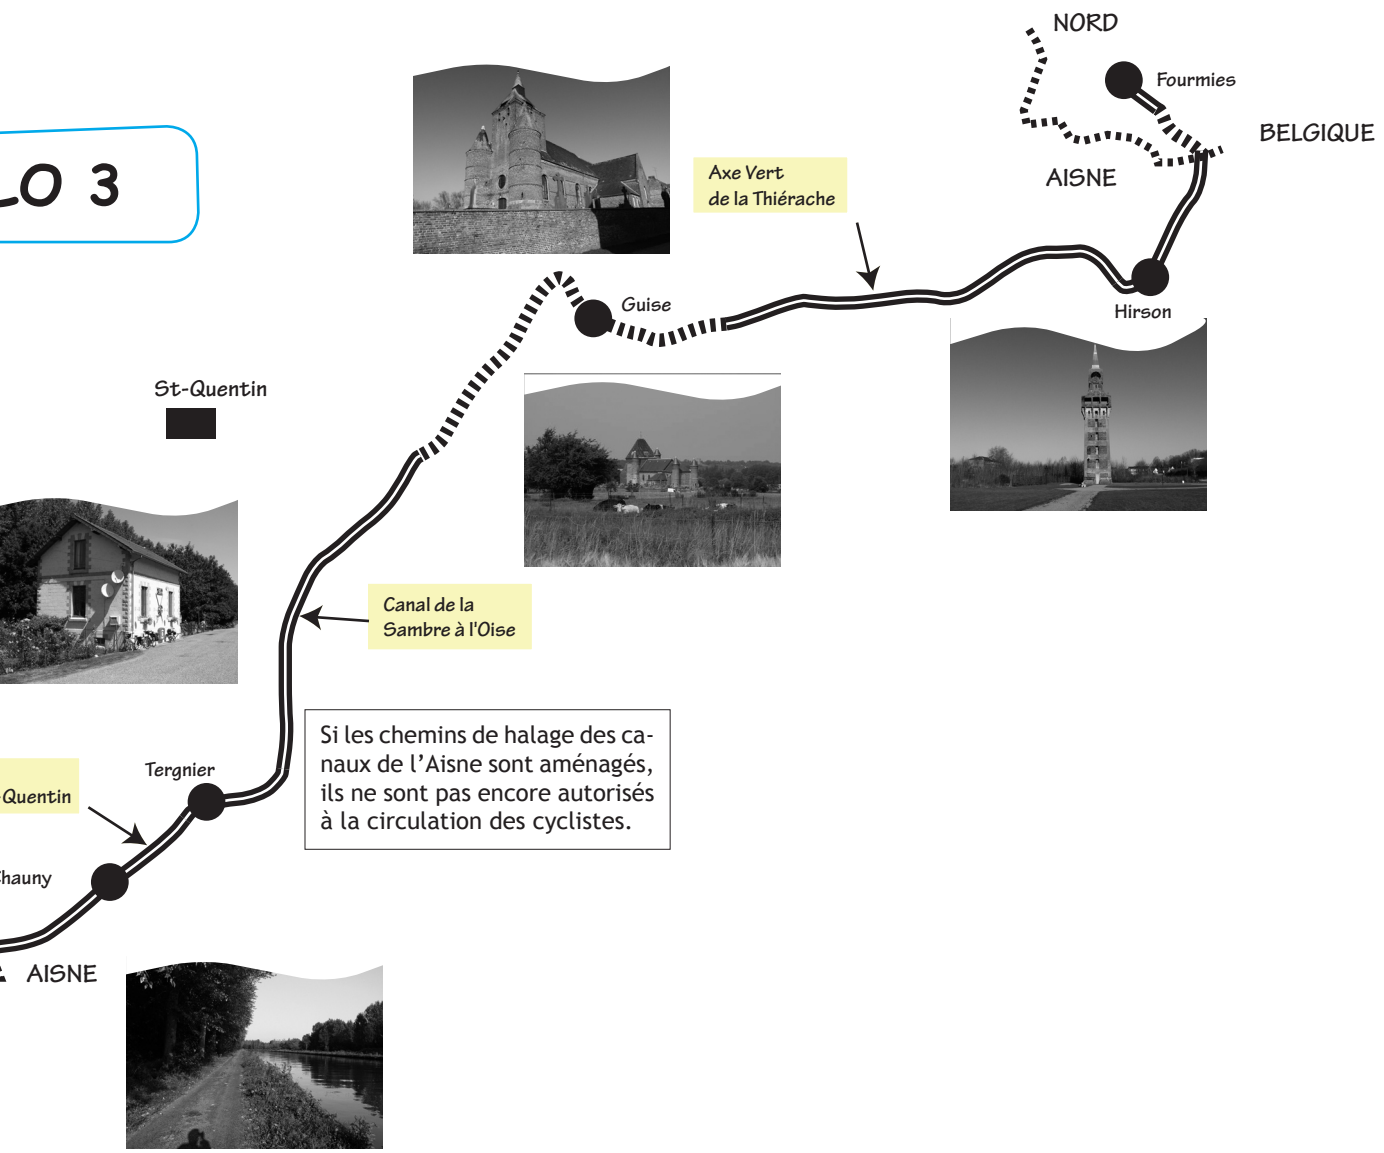 NORD
Fourmies
BELGIQUE
AISNE
LO 3
Axe Vert
de la Thiérache
Guise
Hirson
St-Quentin
Canal de la
Sambre à l'Oise
Si les chemins de halage des ca-
naux de l'Aisne sont aménagés,
ils ne sont pas encore autorisés
à la circulation des cyclistes.
Tergnier
-Quentin
hauny
AISNE